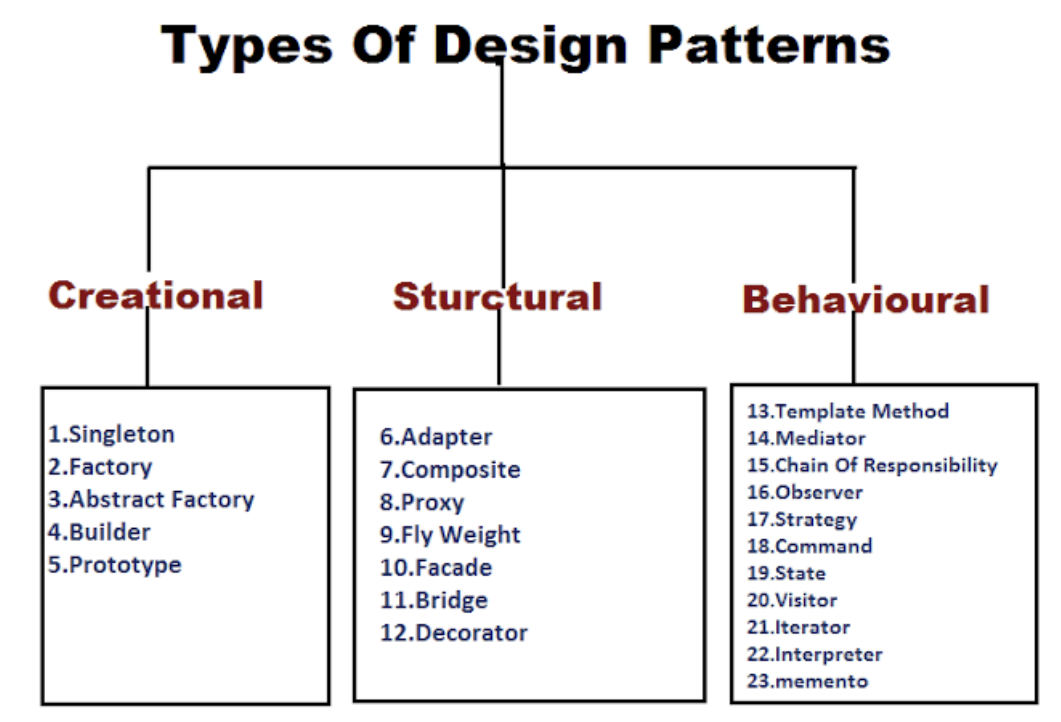 Types Of Design Patterns
Creational
Sturctural
Behavioural
1.Singleton
2.Factory
3.Abstract Factory
4.Builder
5.Prototype
6.Adapter
7.Composite
8.Proxy
9.Fly Weight
10.Facade
11.Bridge
12.Decorator
13.Template Method
14.Mediator
15.Chain Of Responsibility
16.Observer
17.Strategy
18.Command
19.State
20.Visitor
21.Iterator
22.Interpreter
23.memento